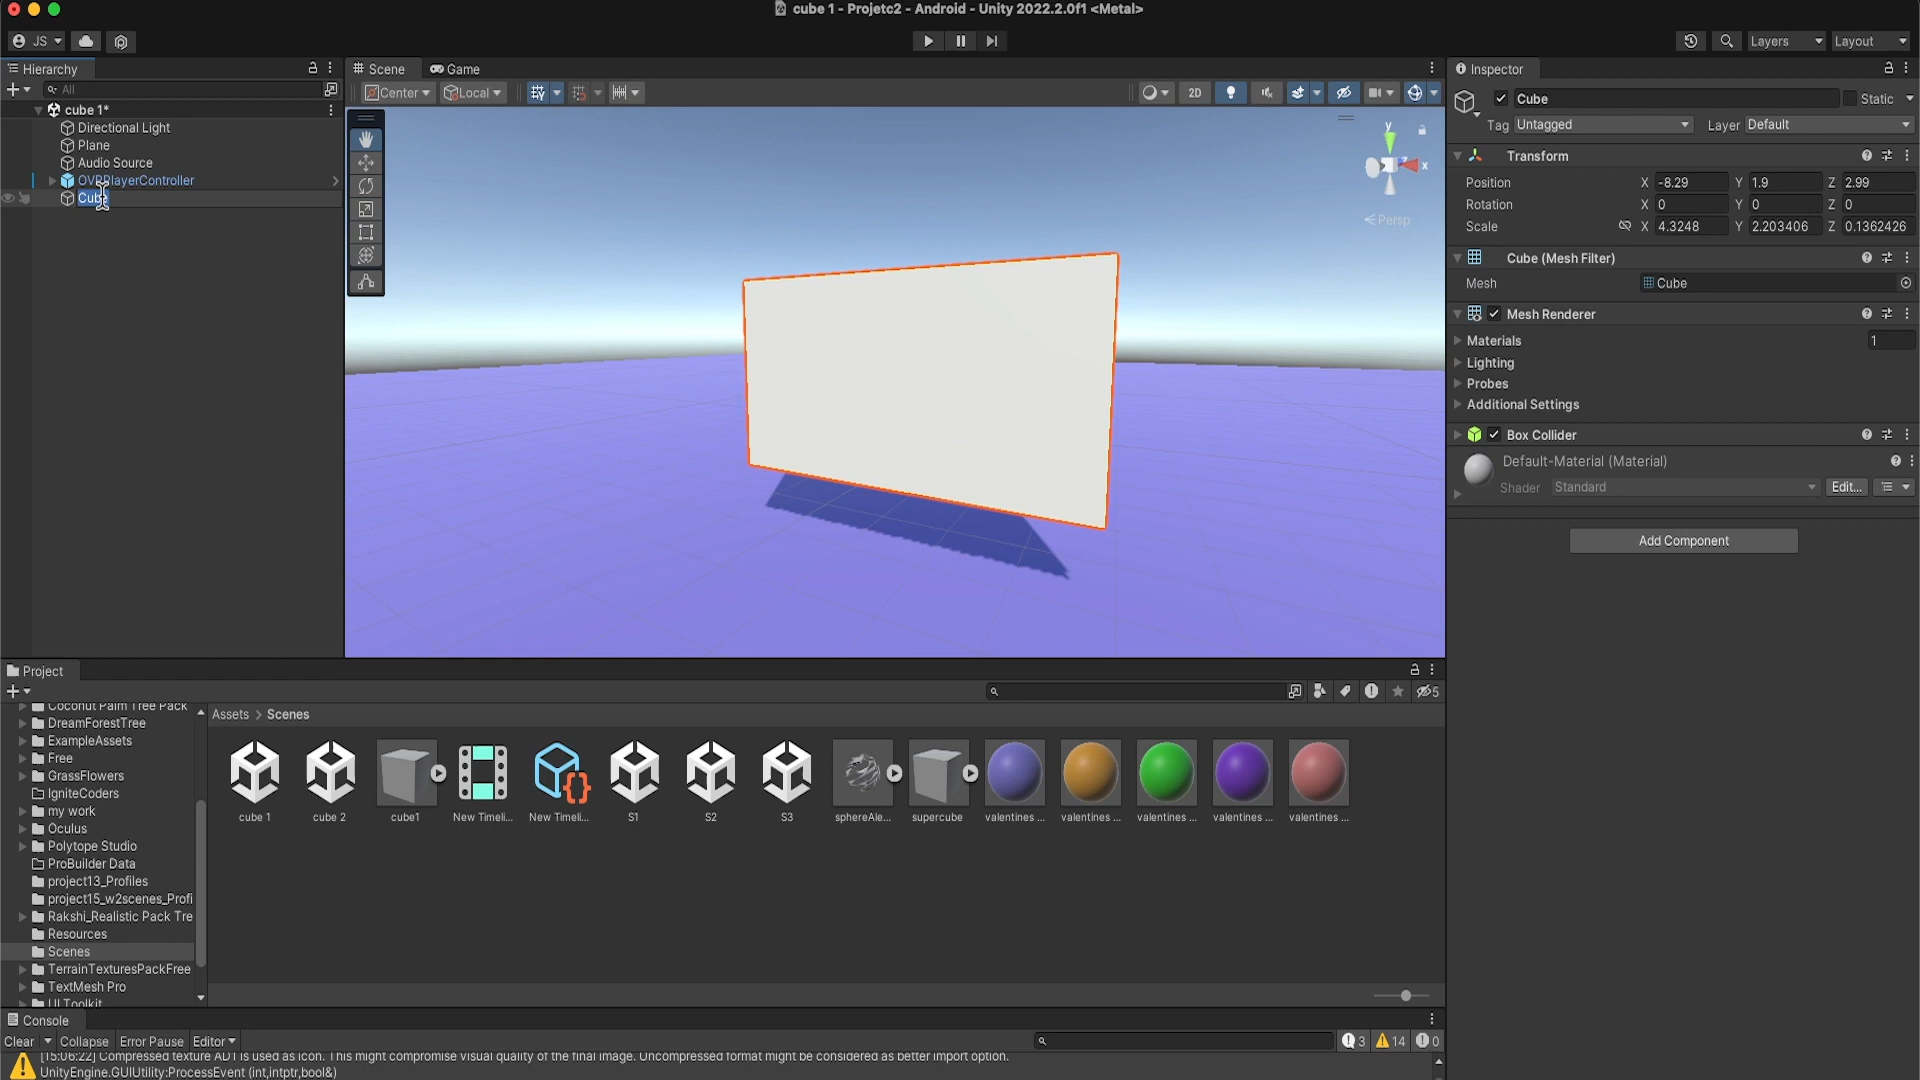 cube 1 - Projetc2 - Android - Unity 2022.2.0f1 <Metal>
JS
Layers
Layout
Hierarchy
All
cube 1*
Directional Light
Plane
Audio Source
OVRPlayerController
Cube
Scene
Game
Center
Local
2D
y
x
Persp
Inspector
Cube
Static
Tag
Untagged
Layer
Default
Transform
Position
X
-8.29
Y
1.9
Z
2.99
Rotation
X
0
Y
0
Z
0
Scale
X
4.3248
Y
2.203406
Z
0.1362426
Cube (Mesh Filter)
Mesh
Cube
Mesh Renderer
Materials
1
Lighting
Probes
Additional Settings
Box Collider
Default-Material (Material)
Shader
Standard
Edit...
Add Component
Project
5
Coconut Palm Tree Pack
DreamForestTree
ExampleAssets
Free
GrassFlowers
IgniteCoders
my work
Oculus
Polytope Studio
ProBuilder Data
project13_Profiles
project15_w2scenes_Profi
Rakshi_Realistic Pack Tre
Resources
Scenes
TerrainTexturesPackFree
TextMesh Pro
UI Toolkit
Assets > Scenes
cube 1
cube 2
cube1
New Timeli...
New Timeli...
S1
S2
S3
sphereAle...
supercube
valentines ...
valentines ...
valentines ...
valentines ...
valentines ...
Console
Clear
Collapse
Error Pause
Editor
3
14
0
[15:06:22] Compressed texture AD1 is used as icon. This might compromise visual quality of the final image. Uncompressed format might be considered as better import option.
UnityEngine.GUIUtility:ProcessEvent (int,intptr,bool&)